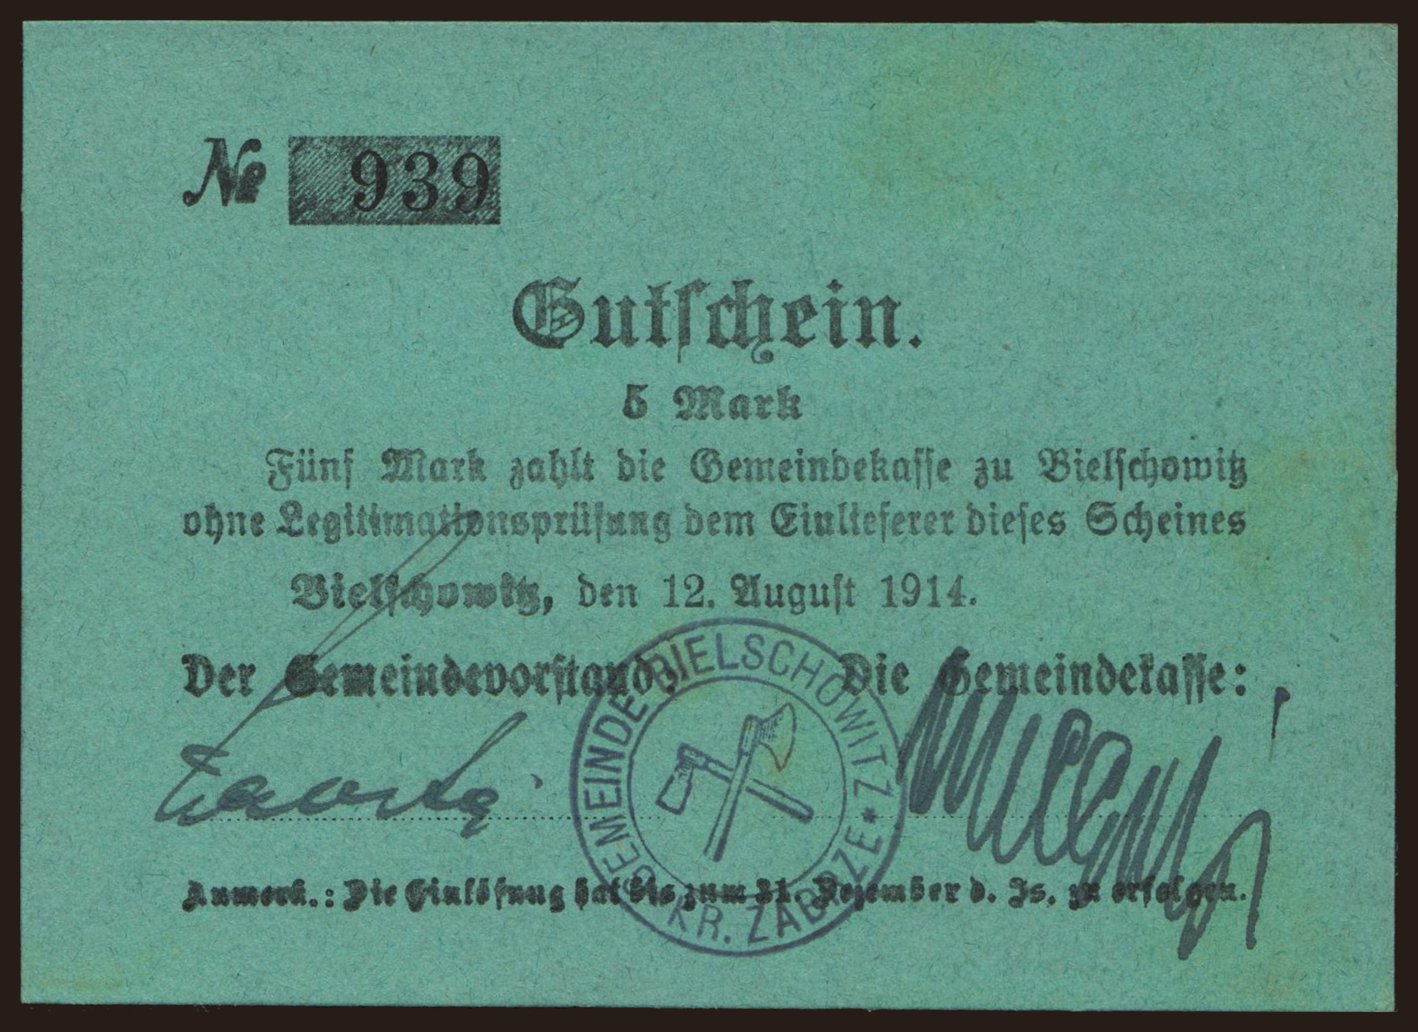 № 939
Gutschein.
5 Mark
Fünf Mark zahlt die Gemeindekasse zu Bielschowitz
ohne Legitimationsprüfung dem Einlieferer dieses Scheines
Bielschowitz, den 12. August 1914.
Der Gemeindevorstand: Die Gemeindekasse:
GEMEINDE BIELSCHOWITZ * KR. ZABRZE
Anmerk.: Die Einlösung hat bis zum 31. Dezember d. Js. zu erfolgen.